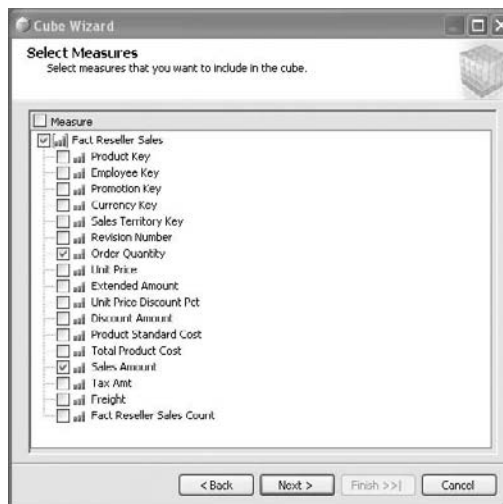 Cube Wizard
Select Measures
Select measures that you want to include in the cube.
Measure
Fact Reseller Sales
Product Key
Employee Key
Promotion Key
Currency Key
Sales Territory Key
Revision Number
Order Quantity
Unit Price
Extended Amount
Unit Price Discount Pct
Discount Amount
Product Standard Cost
Total Product Cost
Sales Amount
Tax Amt
Freight
Fact Reseller Sales Count
< Back Next > Finish >>| Cancel